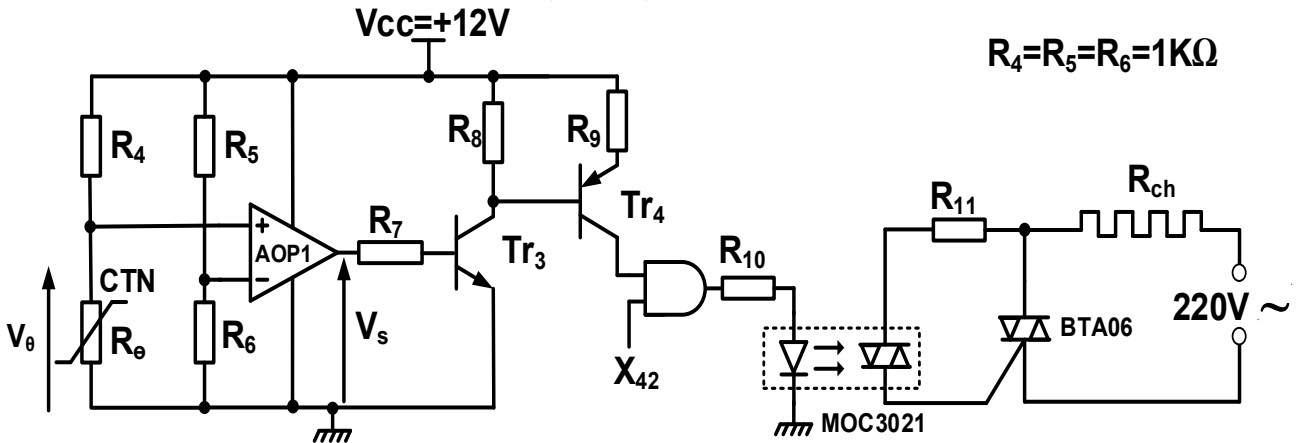 Vcc=+12V
R4=R5=R6=1KΩ
R4
R5
R8
R9
R7
Tr3
Tr4
AOP1
+
−
CTN
Vθ
Rθ
R6
Vs
R10
X42
MOC3021
R11
Rch
BTA06
220V ~